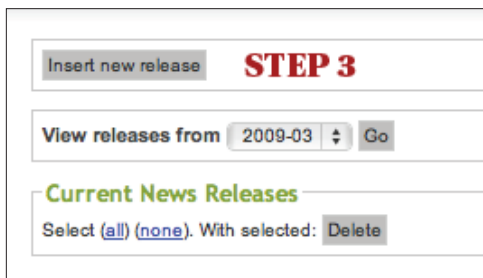 Insert new release STEP 3
View releases from 2009-03 Go
Current News Releases
Select (all) (none). With selected: Delete